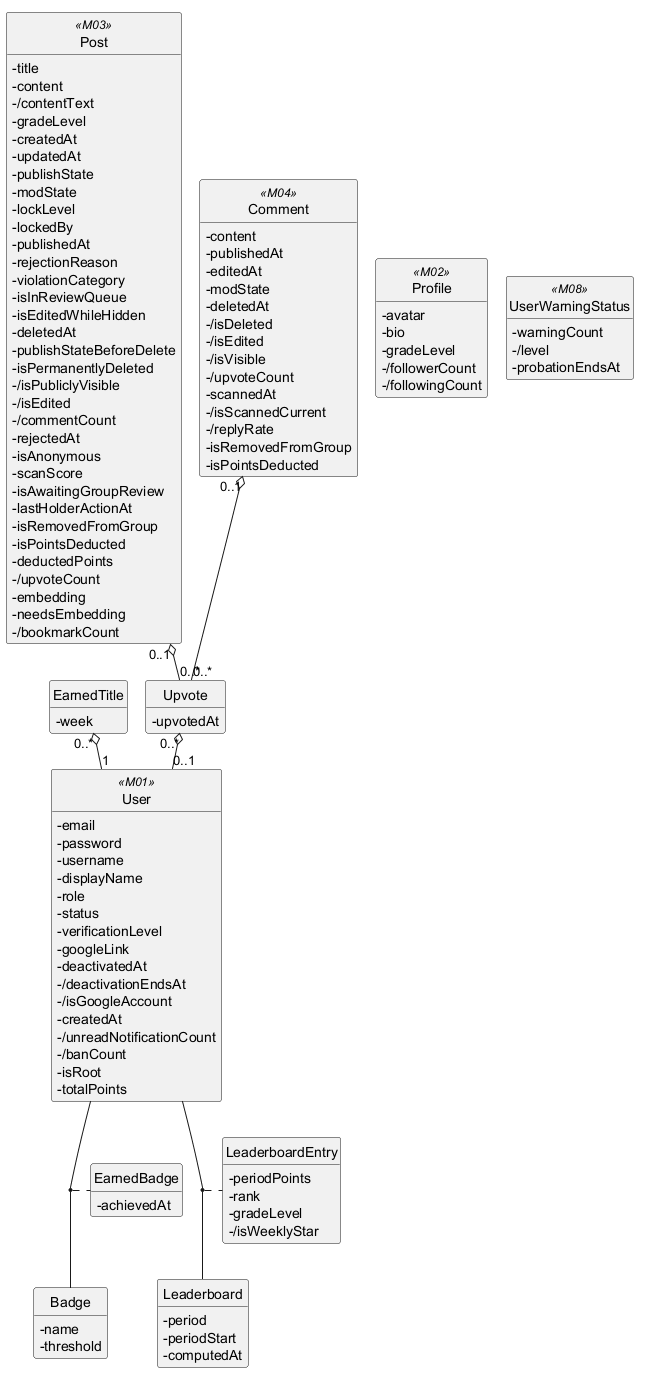 «M03»
Post
-title
-content
-/contentText
-gradeLevel
-createdAt
-updatedAt
-publishState
-modState
-lockLevel
-lockedBy
-publishedAt
-rejectionReason
-violationCategory
-isInReviewQueue
-isEditedWhileHidden
-deletedAt
-publishStateBeforeDelete
-isPermanentlyDeleted
-/isPubliclyVisible
-/isEdited
-/commentCount
-rejectedAt
-isAnonymous
-scanScore
-isAwaitingGroupReview
-lastHolderActionAt
-isRemovedFromGroup
-isPointsDeducted
-deductedPoints
-/upvoteCount
-embedding
-needsEmbedding
-/bookmarkCount
«M04»
Comment
-content
-publishedAt
-editedAt
-modState
-deletedAt
-/isDeleted
-/isEdited
-/isVisible
-/upvoteCount
-scannedAt
-/isScannedCurrent
-/replyRate
-isRemovedFromGroup
-isPointsDeducted
«M02»
Profile
-avatar
-bio
-gradeLevel
-/followerCount
-/followingCount
«M08»
UserWarningStatus
-warningCount
-/level
-probationEndsAt
0..1
0..1
0..*
0..*
EarnedTitle
-week
Upvote
-upvotedAt
0..*
1
0..*
0..1
«M01»
User
-email
-password
-username
-displayName
-role
-status
-verificationLevel
-googleLink
-deactivatedAt
-/deactivationEndsAt
-/isGoogleAccount
-createdAt
-/unreadNotificationCount
-/banCount
-isRoot
-totalPoints
EarnedBadge
-achievedAt
LeaderboardEntry
-periodPoints
-rank
-gradeLevel
-/isWeeklyStar
Badge
-name
-threshold
Leaderboard
-period
-periodStart
-computedAt